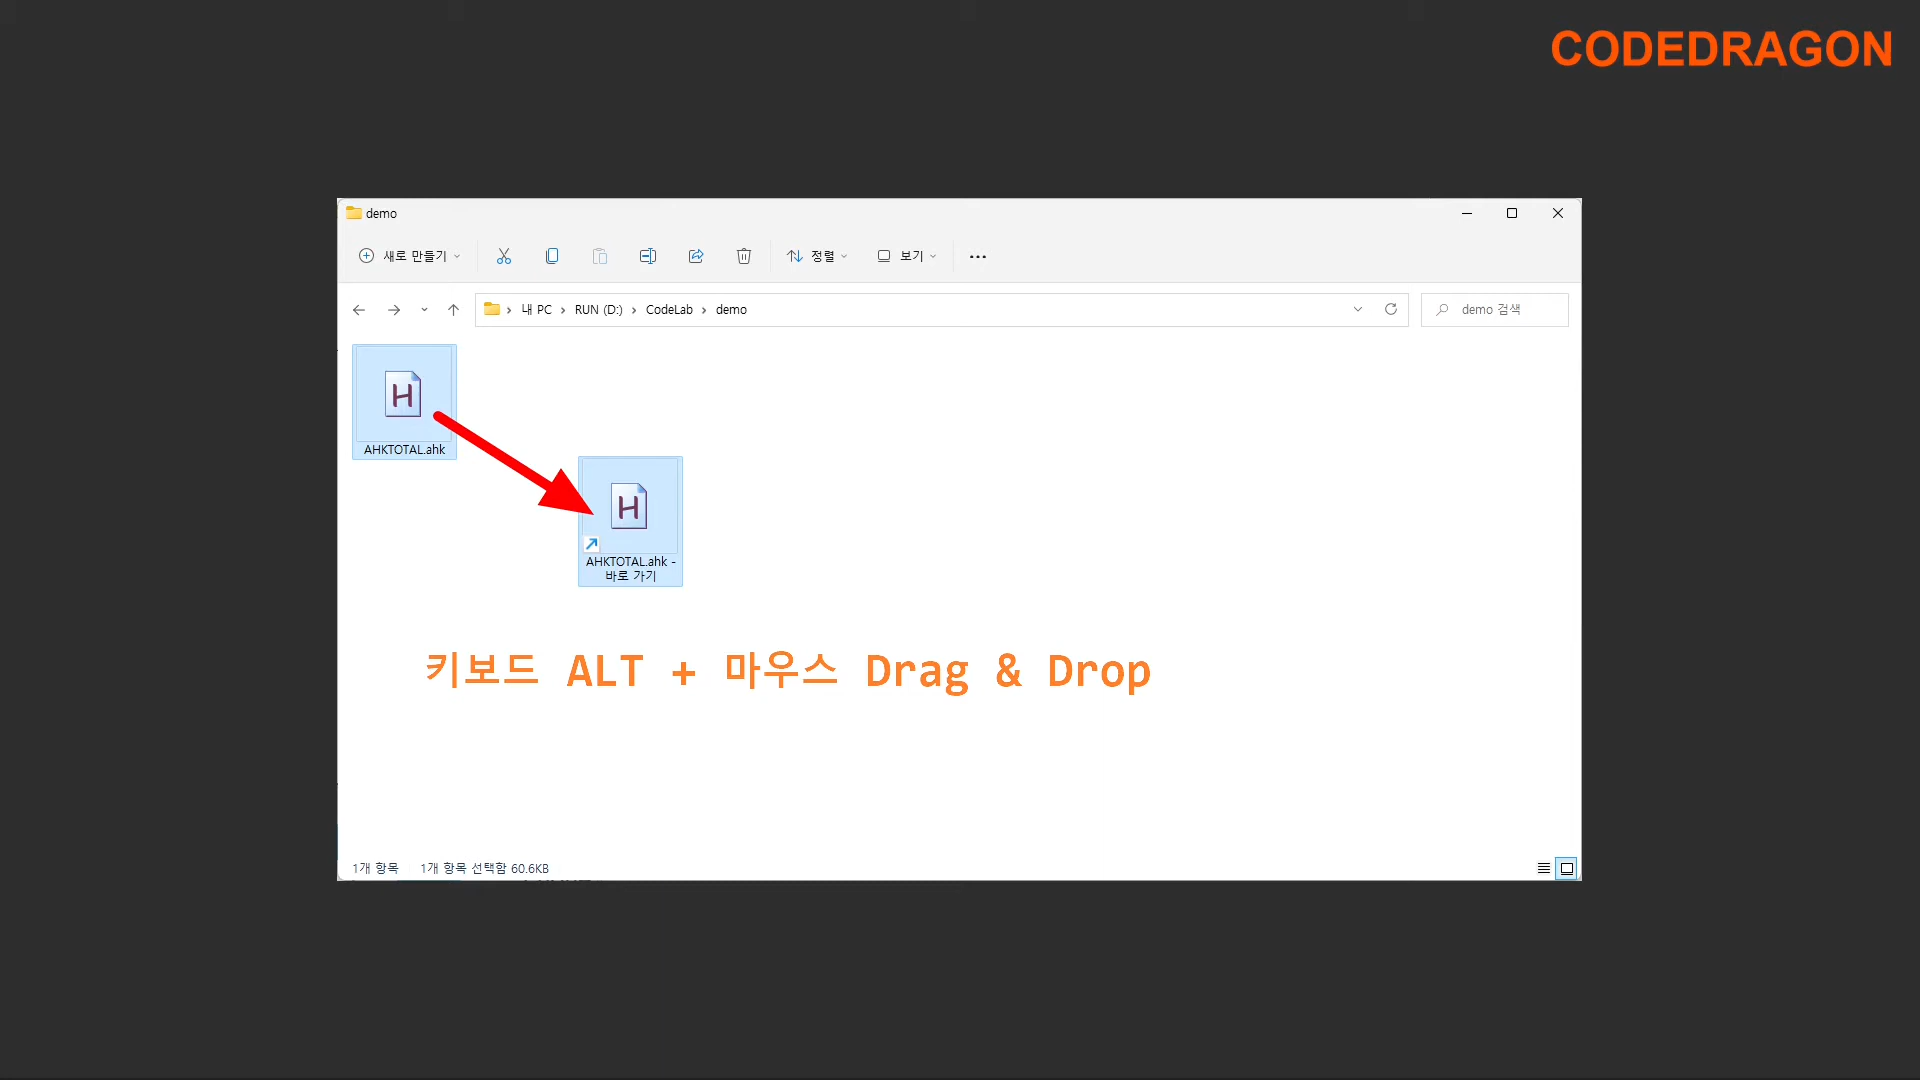 CODEDRAGON
demo
새로 만들기
정렬
보기
내 PC
RUN (D:)
CodeLab
demo
demo 검색
AHKTOTAL.ahk
AHKTOTAL.ahk -
바로 가기
키보드 ALT + 마우스 Drag & Drop
1개 항목
1개 항목 선택함 60.6KB